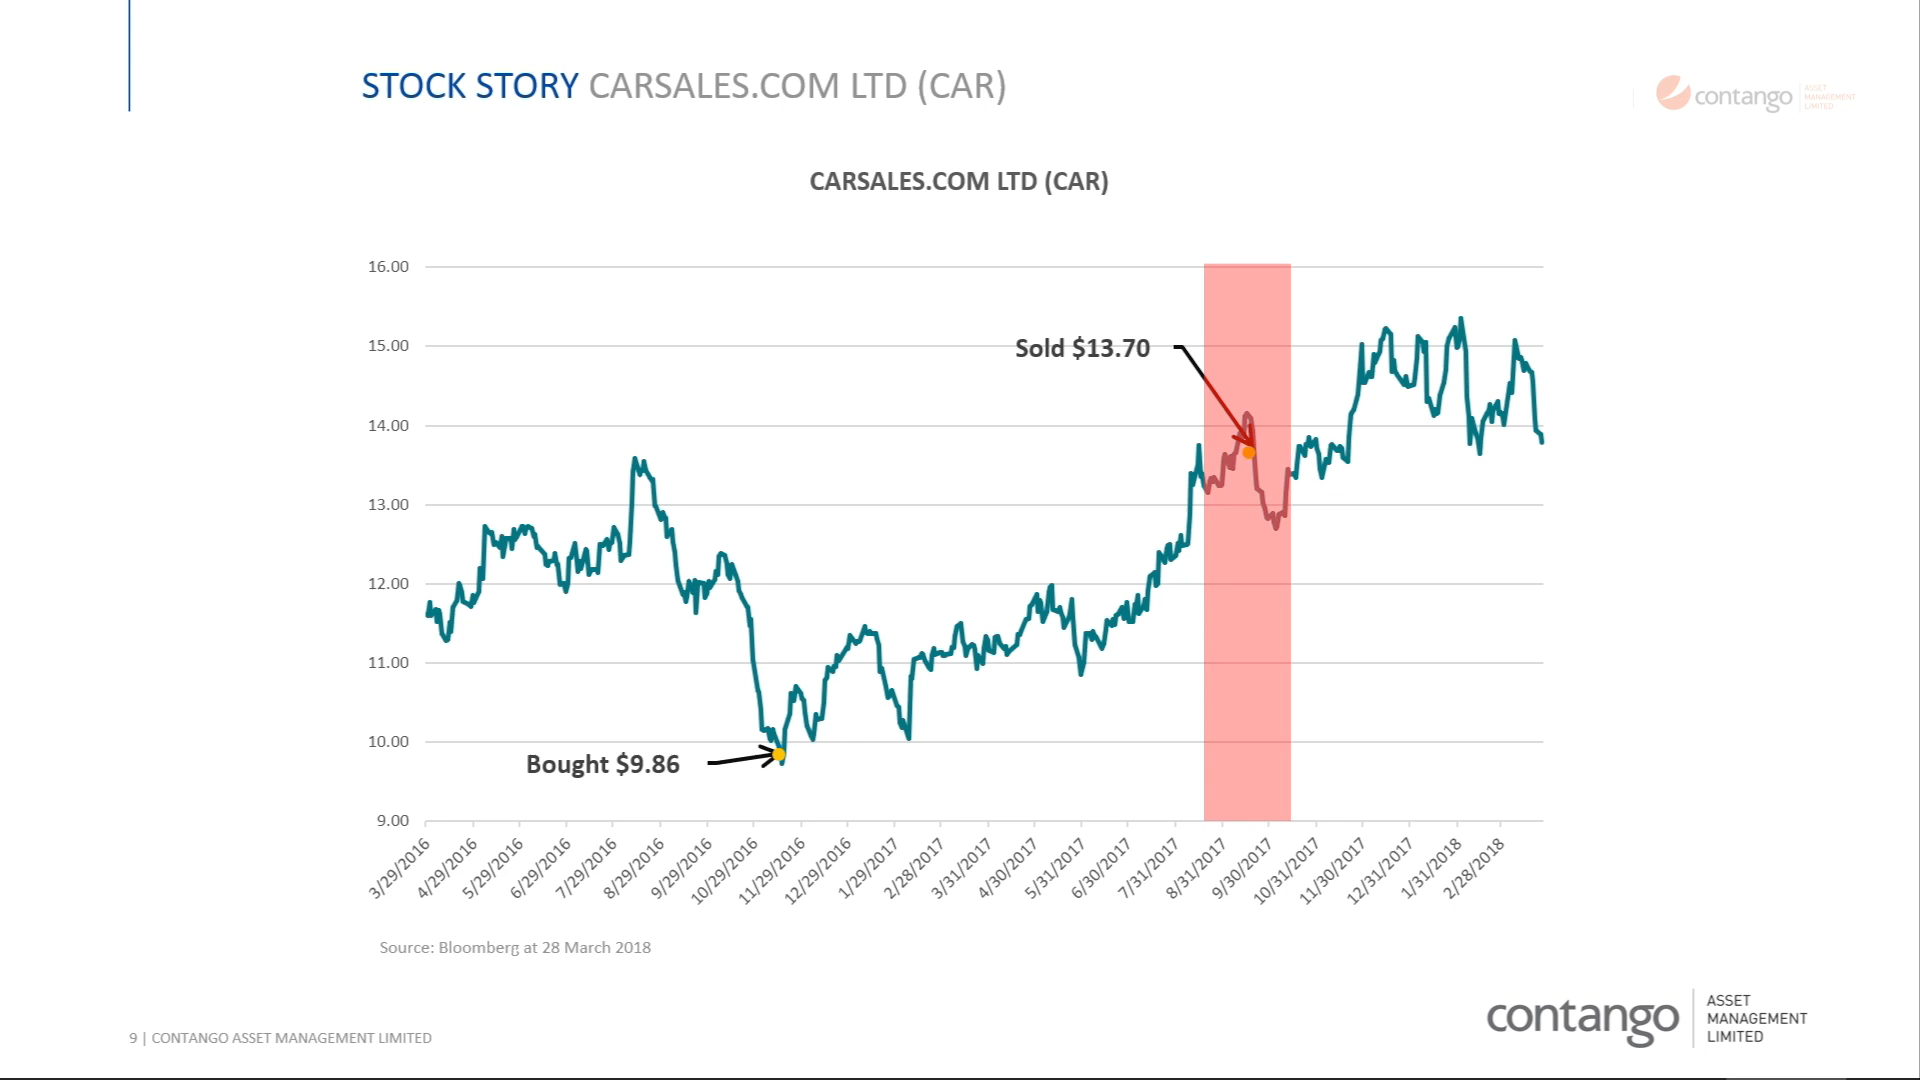 STOCK STORY CARSALES.COM LTD (CAR)
contango
ASSET
MANAGEMENT
LIMITED
CARSALES.COM LTD (CAR)
16.00
15.00
14.00
13.00
12.00
11.00
10.00
9.00
Sold $13.70
Bought $9.86
3/29/2016
4/29/2016
5/29/2016
6/29/2016
7/29/2016
8/29/2016
9/29/2016
10/29/2016
11/29/2016
12/29/2016
1/29/2017
2/28/2017
3/31/2017
4/30/2017
5/31/2017
6/30/2017
7/31/2017
8/31/2017
9/30/2017
10/31/2017
11/30/2017
12/31/2017
1/31/2018
2/28/2018
Source: Bloomberg at 28 March 2018
9 | CONTANGO ASSET MANAGEMENT LIMITED
contango
ASSET
MANAGEMENT
LIMITED